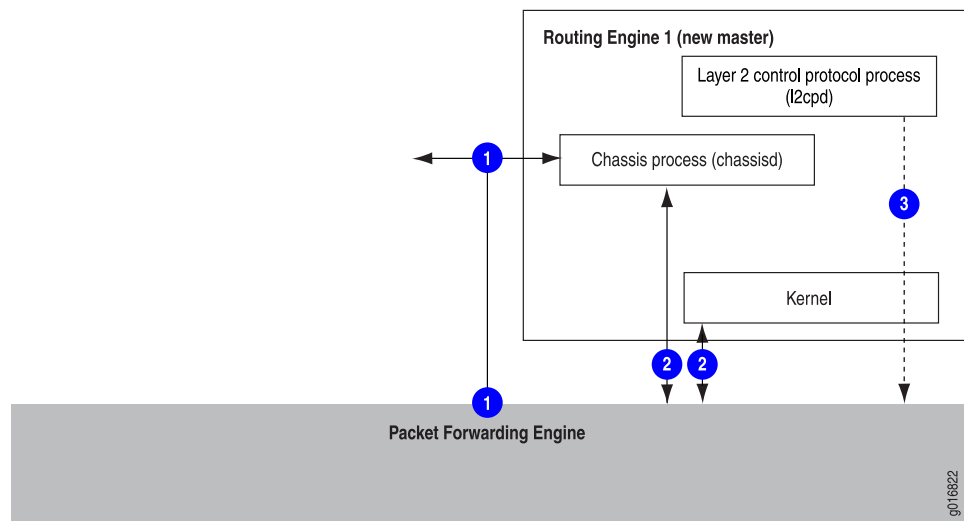 Routing Engine 1 (new master)
Layer 2 control protocol process
(l2cpd)
1
Chassis process (chassisd)
3
Kernel
2
2
1
Packet Forwarding Engine
g016822